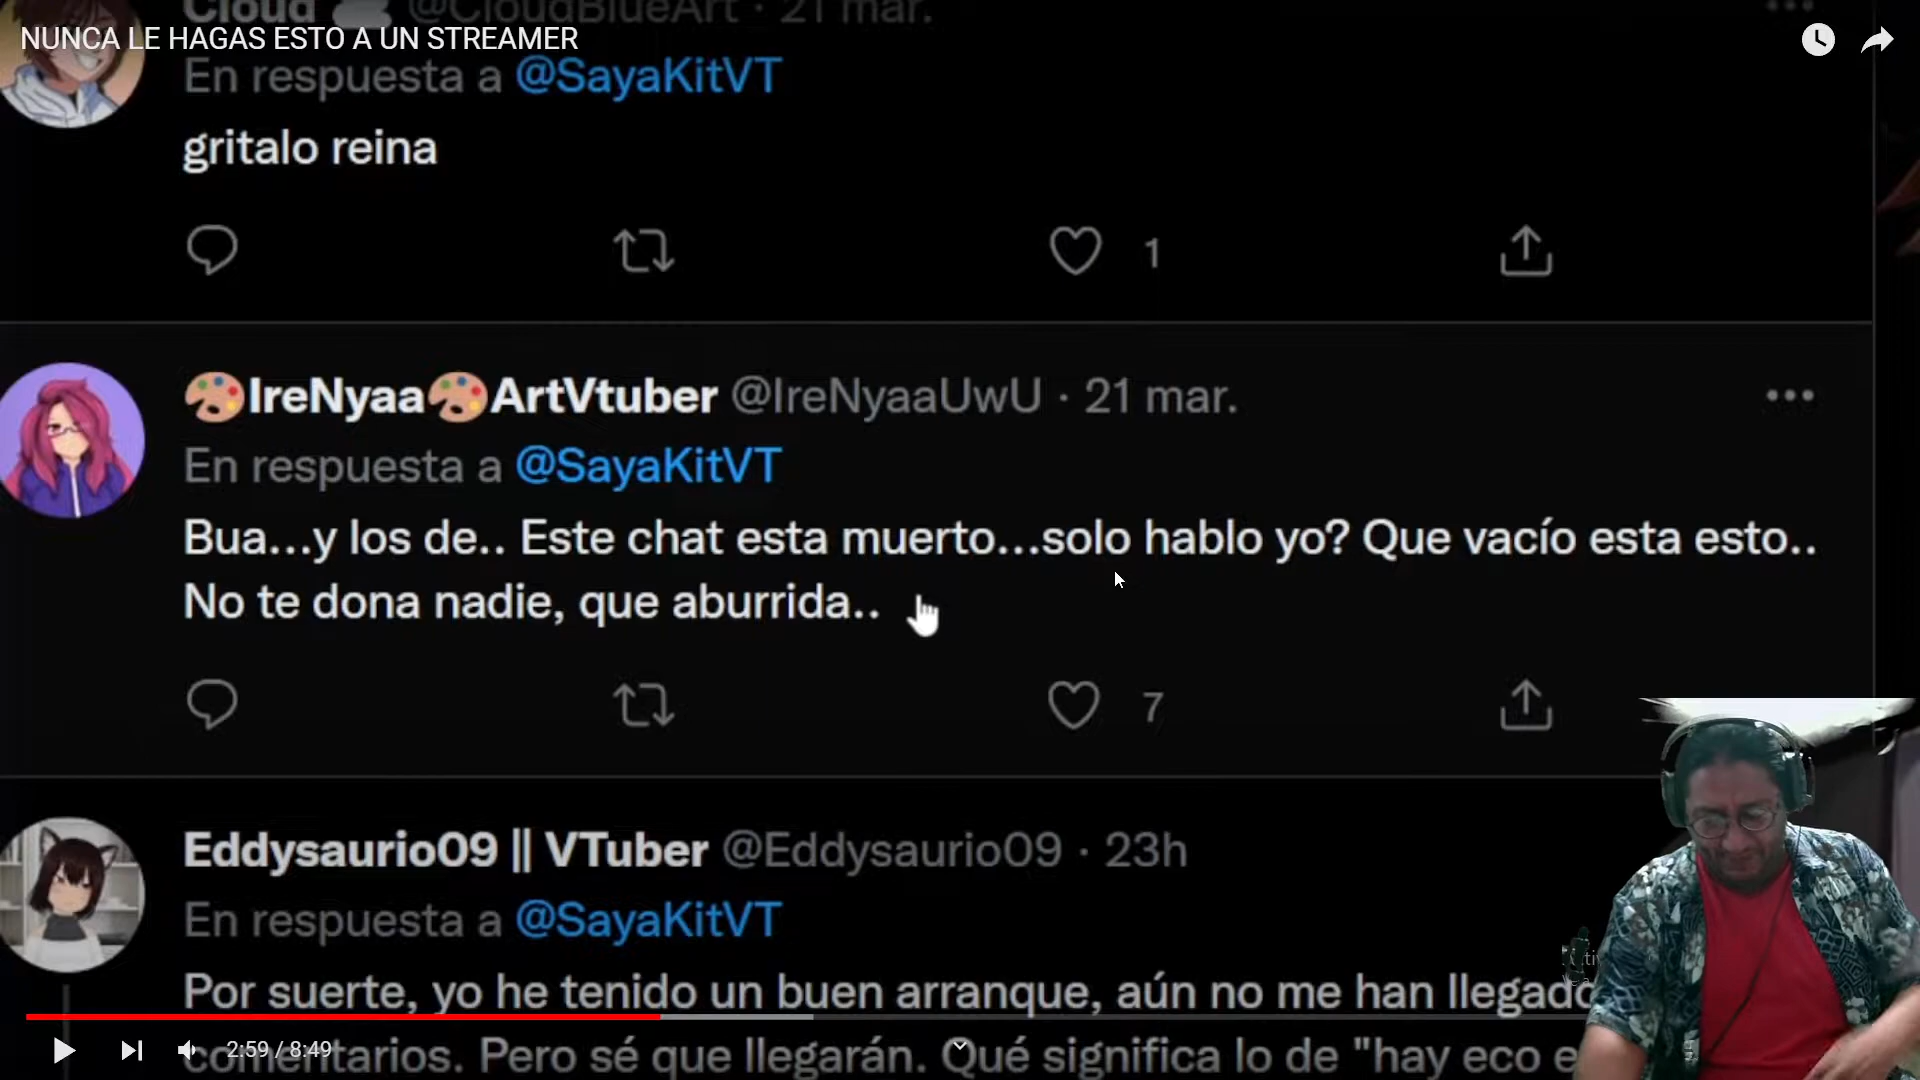 Cloud @CloudBlueArt · 21 mar.
NUNCA LE HAGAS ESTO A UN STREAMER
En respuesta a @SayaKitVT
gritalo reina
1
IreNyaa ArtVtuber @IreNyaaUwU · 21 mar.
En respuesta a @SayaKitVT
Bua...y los de.. Este chat esta muerto...solo hablo yo? Que vacío esta esto..
No te dona nadie, que aburrida..
7
Eddysaurio09 || VTuber @Eddysaurio09 · 23h
En respuesta a @SayaKitVT
Por suerte, yo he tenido un buen arranque, aún no me han llegado
2:59 / 8:49
comentarios. Pero sé que llegarán. Qué significa lo de "hay eco e